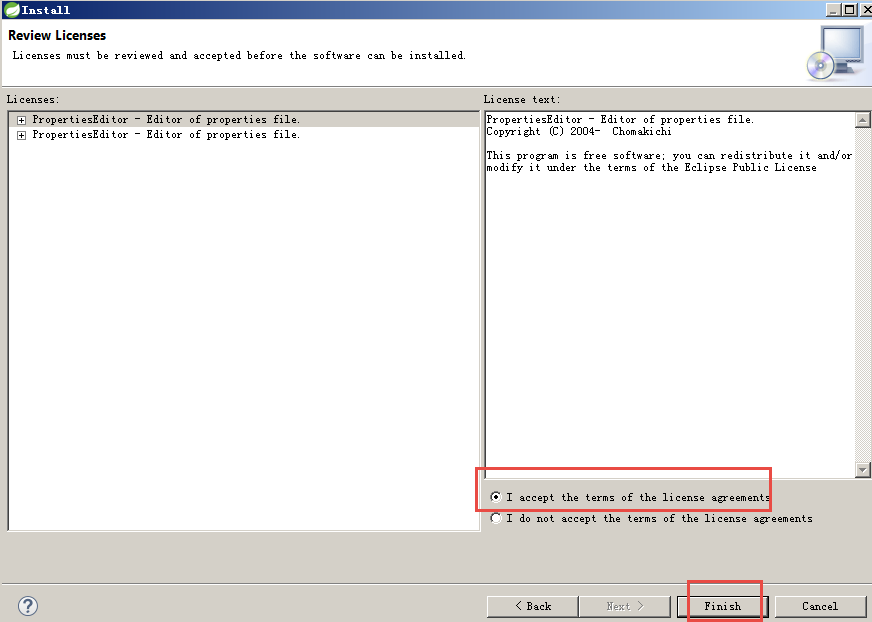 Install
Review Licenses
Licenses must be reviewed and accepted before the software can be installed.
Licenses:
PropertiesEditor - Editor of properties file.
PropertiesEditor - Editor of properties file.
License text:
PropertiesEditor - Editor of properties file.
Copyright (C) 2004-  Chomakichi
This program is free software; you can redistribute it and/or
modify it under the terms of the Eclipse Public License
I accept the terms of the license agreements
I do not accept the terms of the license agreements
?
< Back
Next >
Finish
Cancel